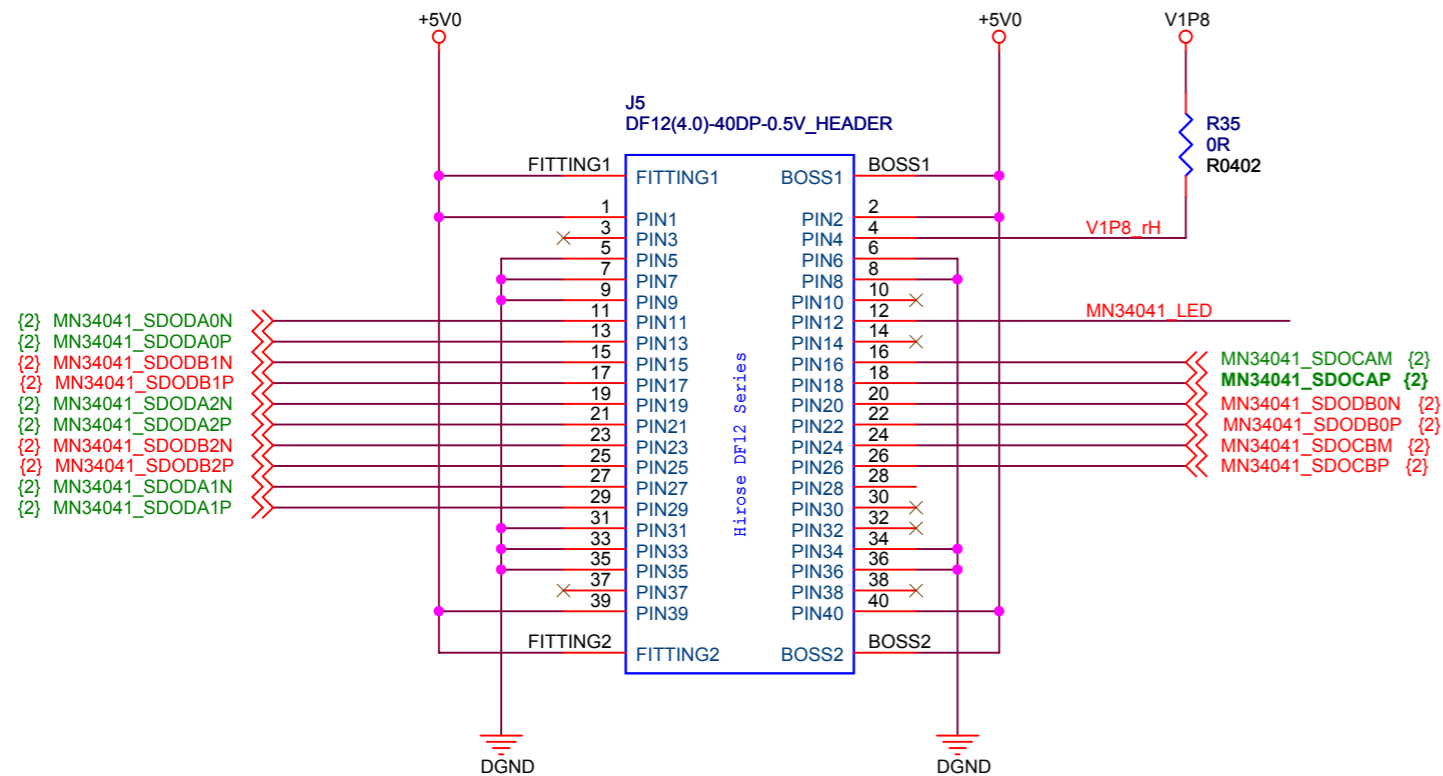 +5V0
+5V0
V1P8
J5
DF12(4.0)-40DP-0.5V_HEADER
R35
0R
R0402
FITTING1
FITTING1
BOSS1
BOSS1
1
PIN1
PIN2
2
3
PIN3
PIN4
4
V1P8_rH
5
PIN5
PIN6
6
7
PIN7
PIN8
8
9
PIN9
PIN10
10
{2} MN34041_SDODA0N
11
PIN11
PIN12
12
MN34041_LED
{2} MN34041_SDODA0P
13
PIN13
PIN14
14
{2} MN34041_SDODB1N
15
PIN15
PIN16
16
MN34041_SDOCAM {2}
{2} MN34041_SDODB1P
17
PIN17
PIN18
18
MN34041_SDOCAP {2}
{2} MN34041_SDODA2N
19
PIN19
PIN20
20
MN34041_SDODB0N {2}
{2} MN34041_SDODA2P
21
PIN21
PIN22
22
MN34041_SDODB0P {2}
{2} MN34041_SDODB2N
23
PIN23
PIN24
24
MN34041_SDOCBM {2}
{2} MN34041_SDODB2P
25
PIN25
PIN26
26
MN34041_SDOCBP {2}
{2} MN34041_SDODA1N
27
PIN27
PIN28
28
{2} MN34041_SDODA1P
29
PIN29
PIN30
30
31
PIN31
PIN32
32
33
PIN33
PIN34
34
35
PIN35
PIN36
36
37
PIN37
PIN38
38
39
PIN39
PIN40
40
FITTING2
FITTING2
BOSS2
BOSS2
Hirose DF12 Series
DGND
DGND